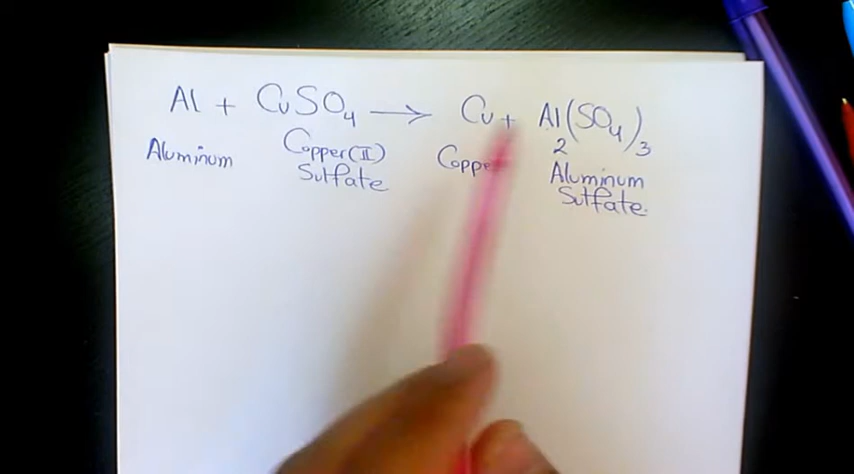 Al + CuSO4 → Cu + Al2(SO4)3
Aluminum Copper(II) Copper Aluminum
Sulfate Sulfate.